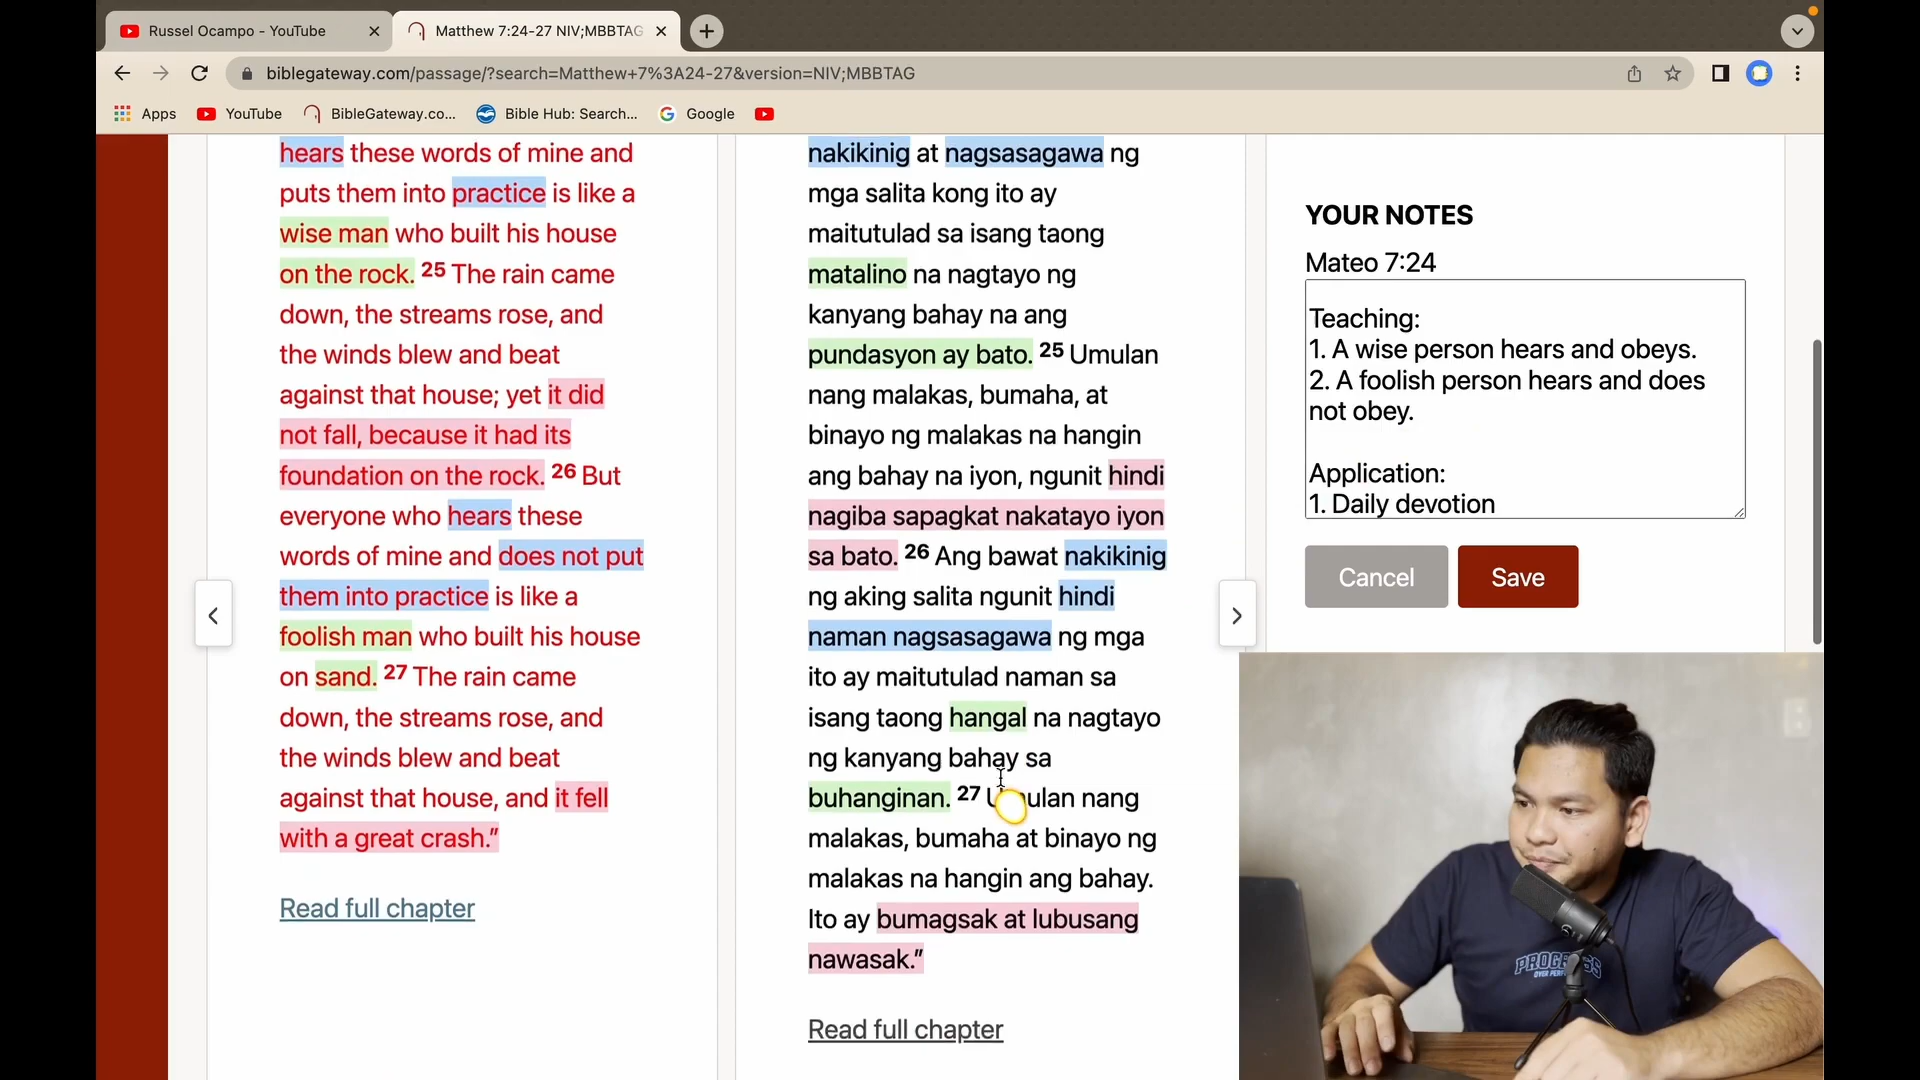 Russel Ocampo - YouTube
Matthew 7:24-27 NIV;MBBTAG
biblegateway.com/passage/?search=Matthew+7%3A24-27&version=NIV;MBBTAG
Apps
YouTube
BibleGateway.co...
Bible Hub: Search...
Google
hears these words of mine and
puts them into practice is like a
wise man who built his house
on the rock. 25 The rain came
down, the streams rose, and
the winds blew and beat
against that house; yet it did
not fall, because it had its
foundation on the rock. 26 But
everyone who hears these
words of mine and does not put
them into practice is like a
foolish man who built his house
on sand. 27 The rain came
down, the streams rose, and
the winds blew and beat
against that house, and it fell
with a great crash.”
Read full chapter
nakikinig at nagsasagawa ng
mga salita kong ito ay
maitutulad sa isang taong
matalino na nagtayo ng
kanyang bahay na ang
pundasyon ay bato. 25 Umulan
nang malakas, bumaha, at
binayo ng malakas na hangin
ang bahay na iyon, ngunit hindi
nagiba sapagkat nakatayo iyon
sa bato. 26 Ang bawat nakikinig
ng aking salita ngunit hindi
naman nagsasagawa ng mga
ito ay maitutulad naman sa
isang taong hangal na nagtayo
ng kanyang bahay sa
buhanginan. 27 Umulan nang
malakas, bumaha at binayo ng
malakas na hangin ang bahay.
Ito ay bumagsak at lubusang
nawasak.”
Read full chapter
YOUR NOTES
Mateo 7:24
Teaching:
1. A wise person hears and obeys.
2. A foolish person hears and does
not obey.
Application:
1. Daily devotion
Cancel
Save
PROGRESS
OVER PERFECTION